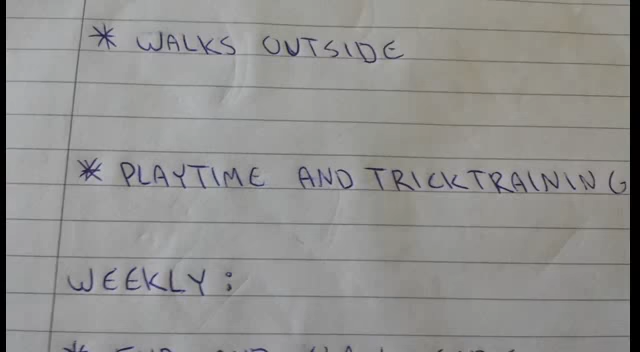 * WALKS OUTSIDE
* PLAYTIME AND TRICKTRAINING
WEEKLY: